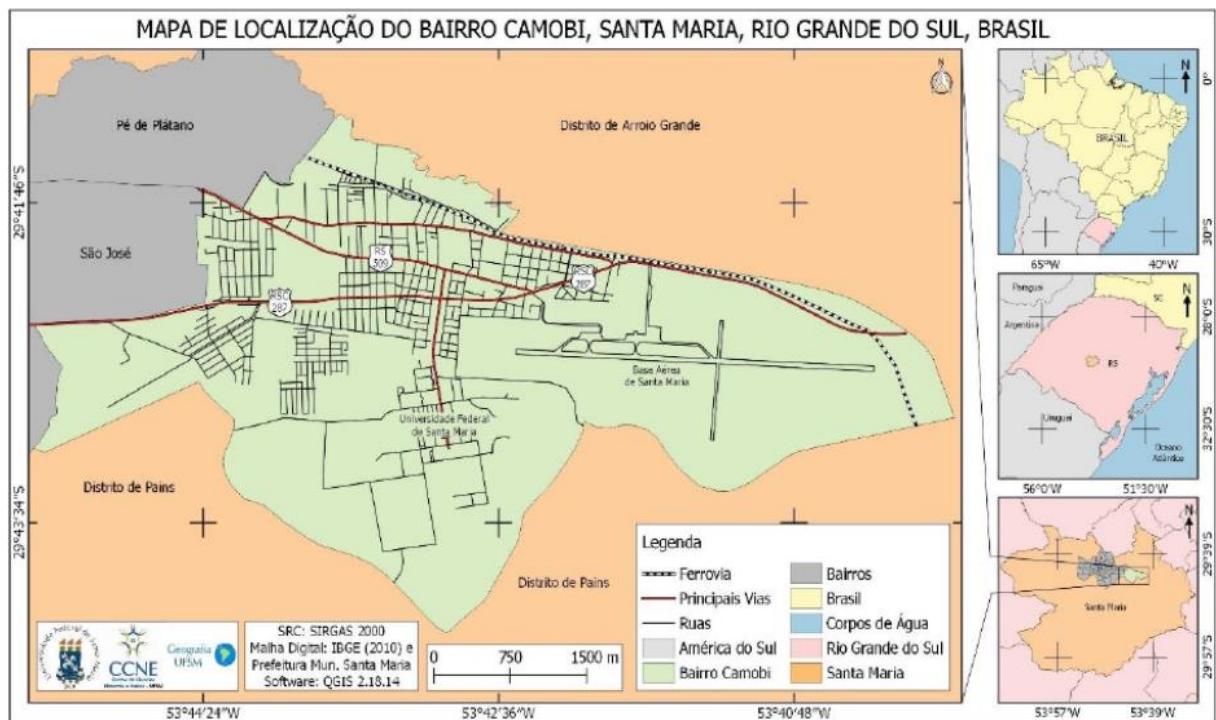 MAPA DE LOCALIZAÇÃO DO BAIRRO CAMOBI, SANTA MARIA, RIO GRANDE DO SUL, BRASIL
Pé de Plátano
Distrito de Arroio Grande
N
29°41'46"S
São José
RS
509
RSC
287
RSC
287
Base Aérea
de Santa Maria
Universidade Federal
de Santa Maria
Distrito de Pains
29°43'34"S
Distrito de Pains
Legenda
Ferrovia
Principais Vias
Ruas
América do Sul
Bairro Camobi
Bairros
Brasil
Corpos de Água
Rio Grande do Sul
Santa Maria
CCNE
Geografia
UFSM
SRC: SIRGAS 2000
Malha Digital: IBGE (2010) e
Prefeitura Mun. Santa Maria
Software: QGIS 2.18.14
0 750 1500 m
53°44'24"W 53°42'36"W 53°40'48"W
N
0°
BRASIL
30°S
65°W 40°W
Paraguai
SC
N
28°0'S
Argentina
RS
Uruguai
32°30'S
Oceano
Atlântico
56°0'W 51°30'W
N
29°39'S
Santa Maria
29°57'S
53°57'W 53°39'W